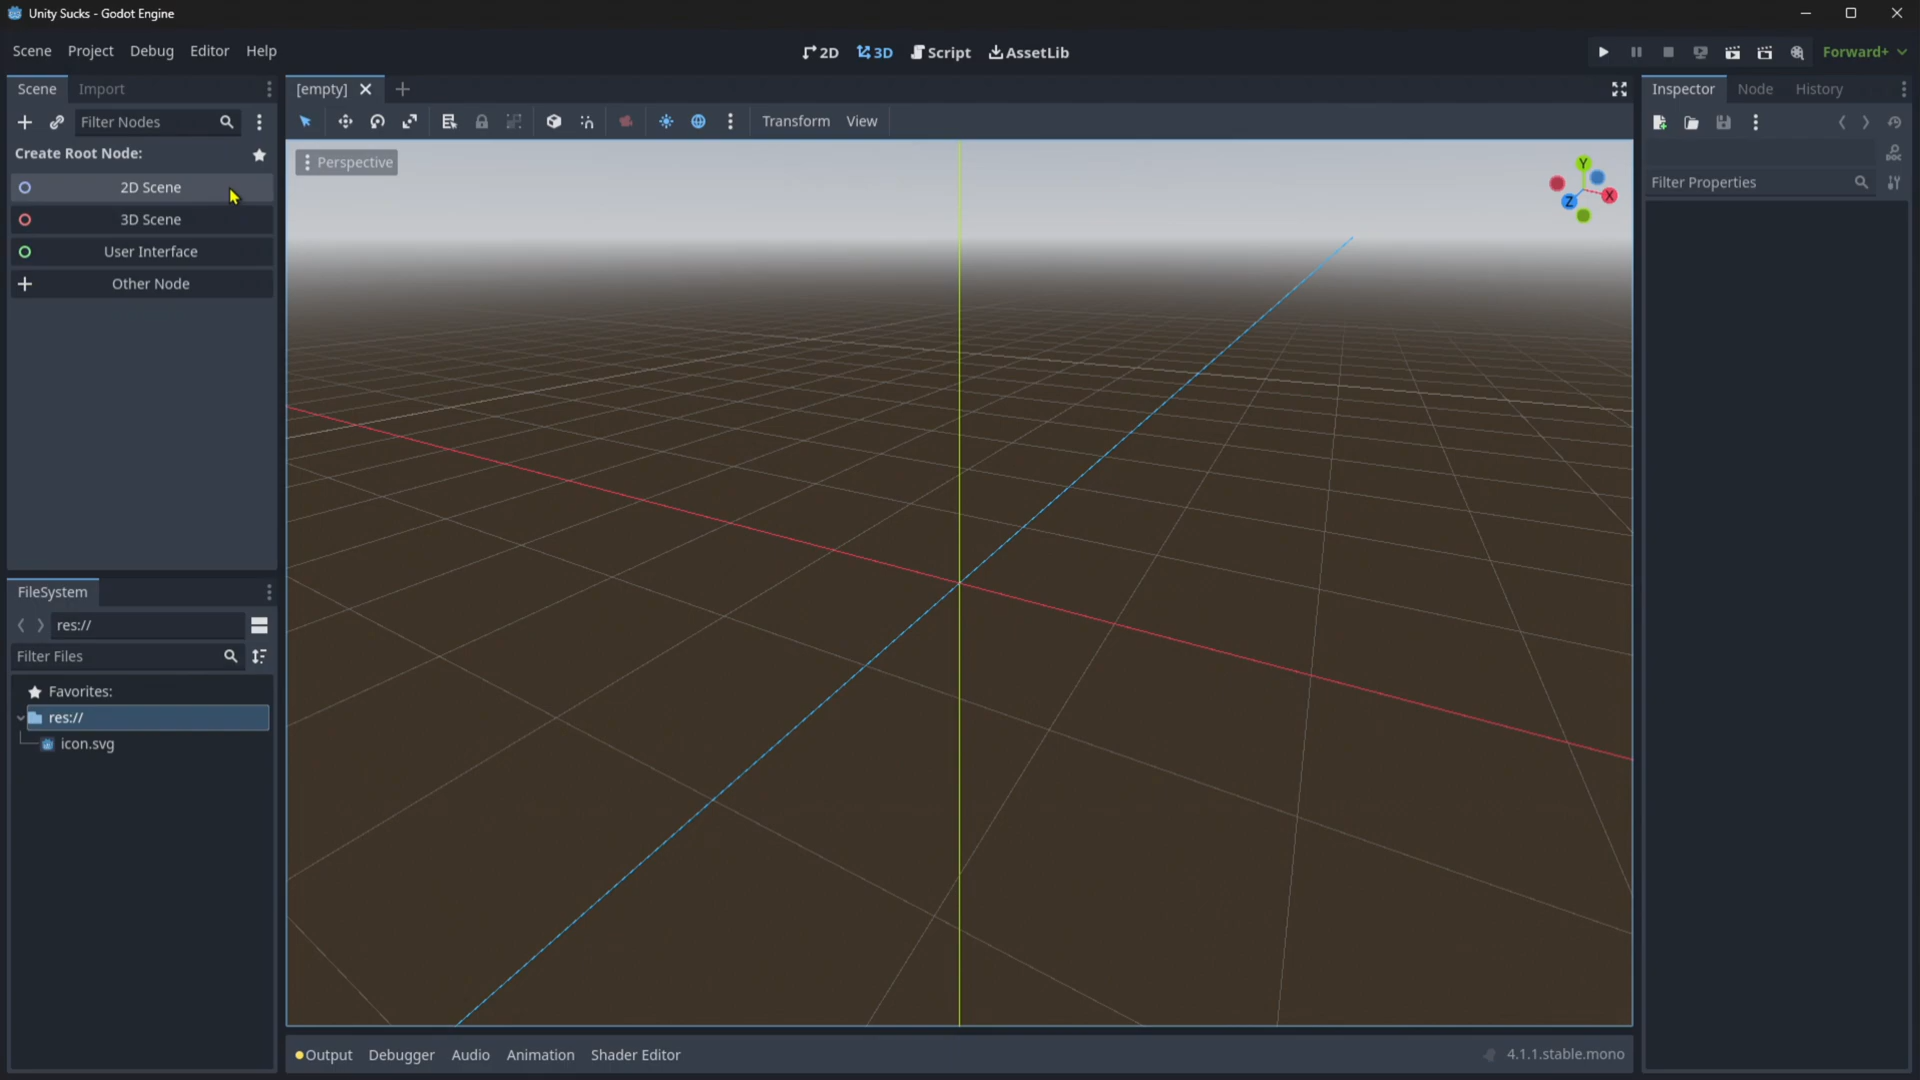 Unity Sucks - Godot Engine
Scene Project Debug Editor Help
2D 3D Script AssetLib
Forward+
Scene Import
[empty]
Inspector Node History
Filter Nodes
Transform View
Create Root Node:
Perspective
Y
X
Z
Filter Properties
2D Scene
3D Scene
User Interface
Other Node
FileSystem
res://
Filter Files
Favorites:
res://
icon.svg
Output Debugger Audio Animation Shader Editor
4.1.1.stable.mono